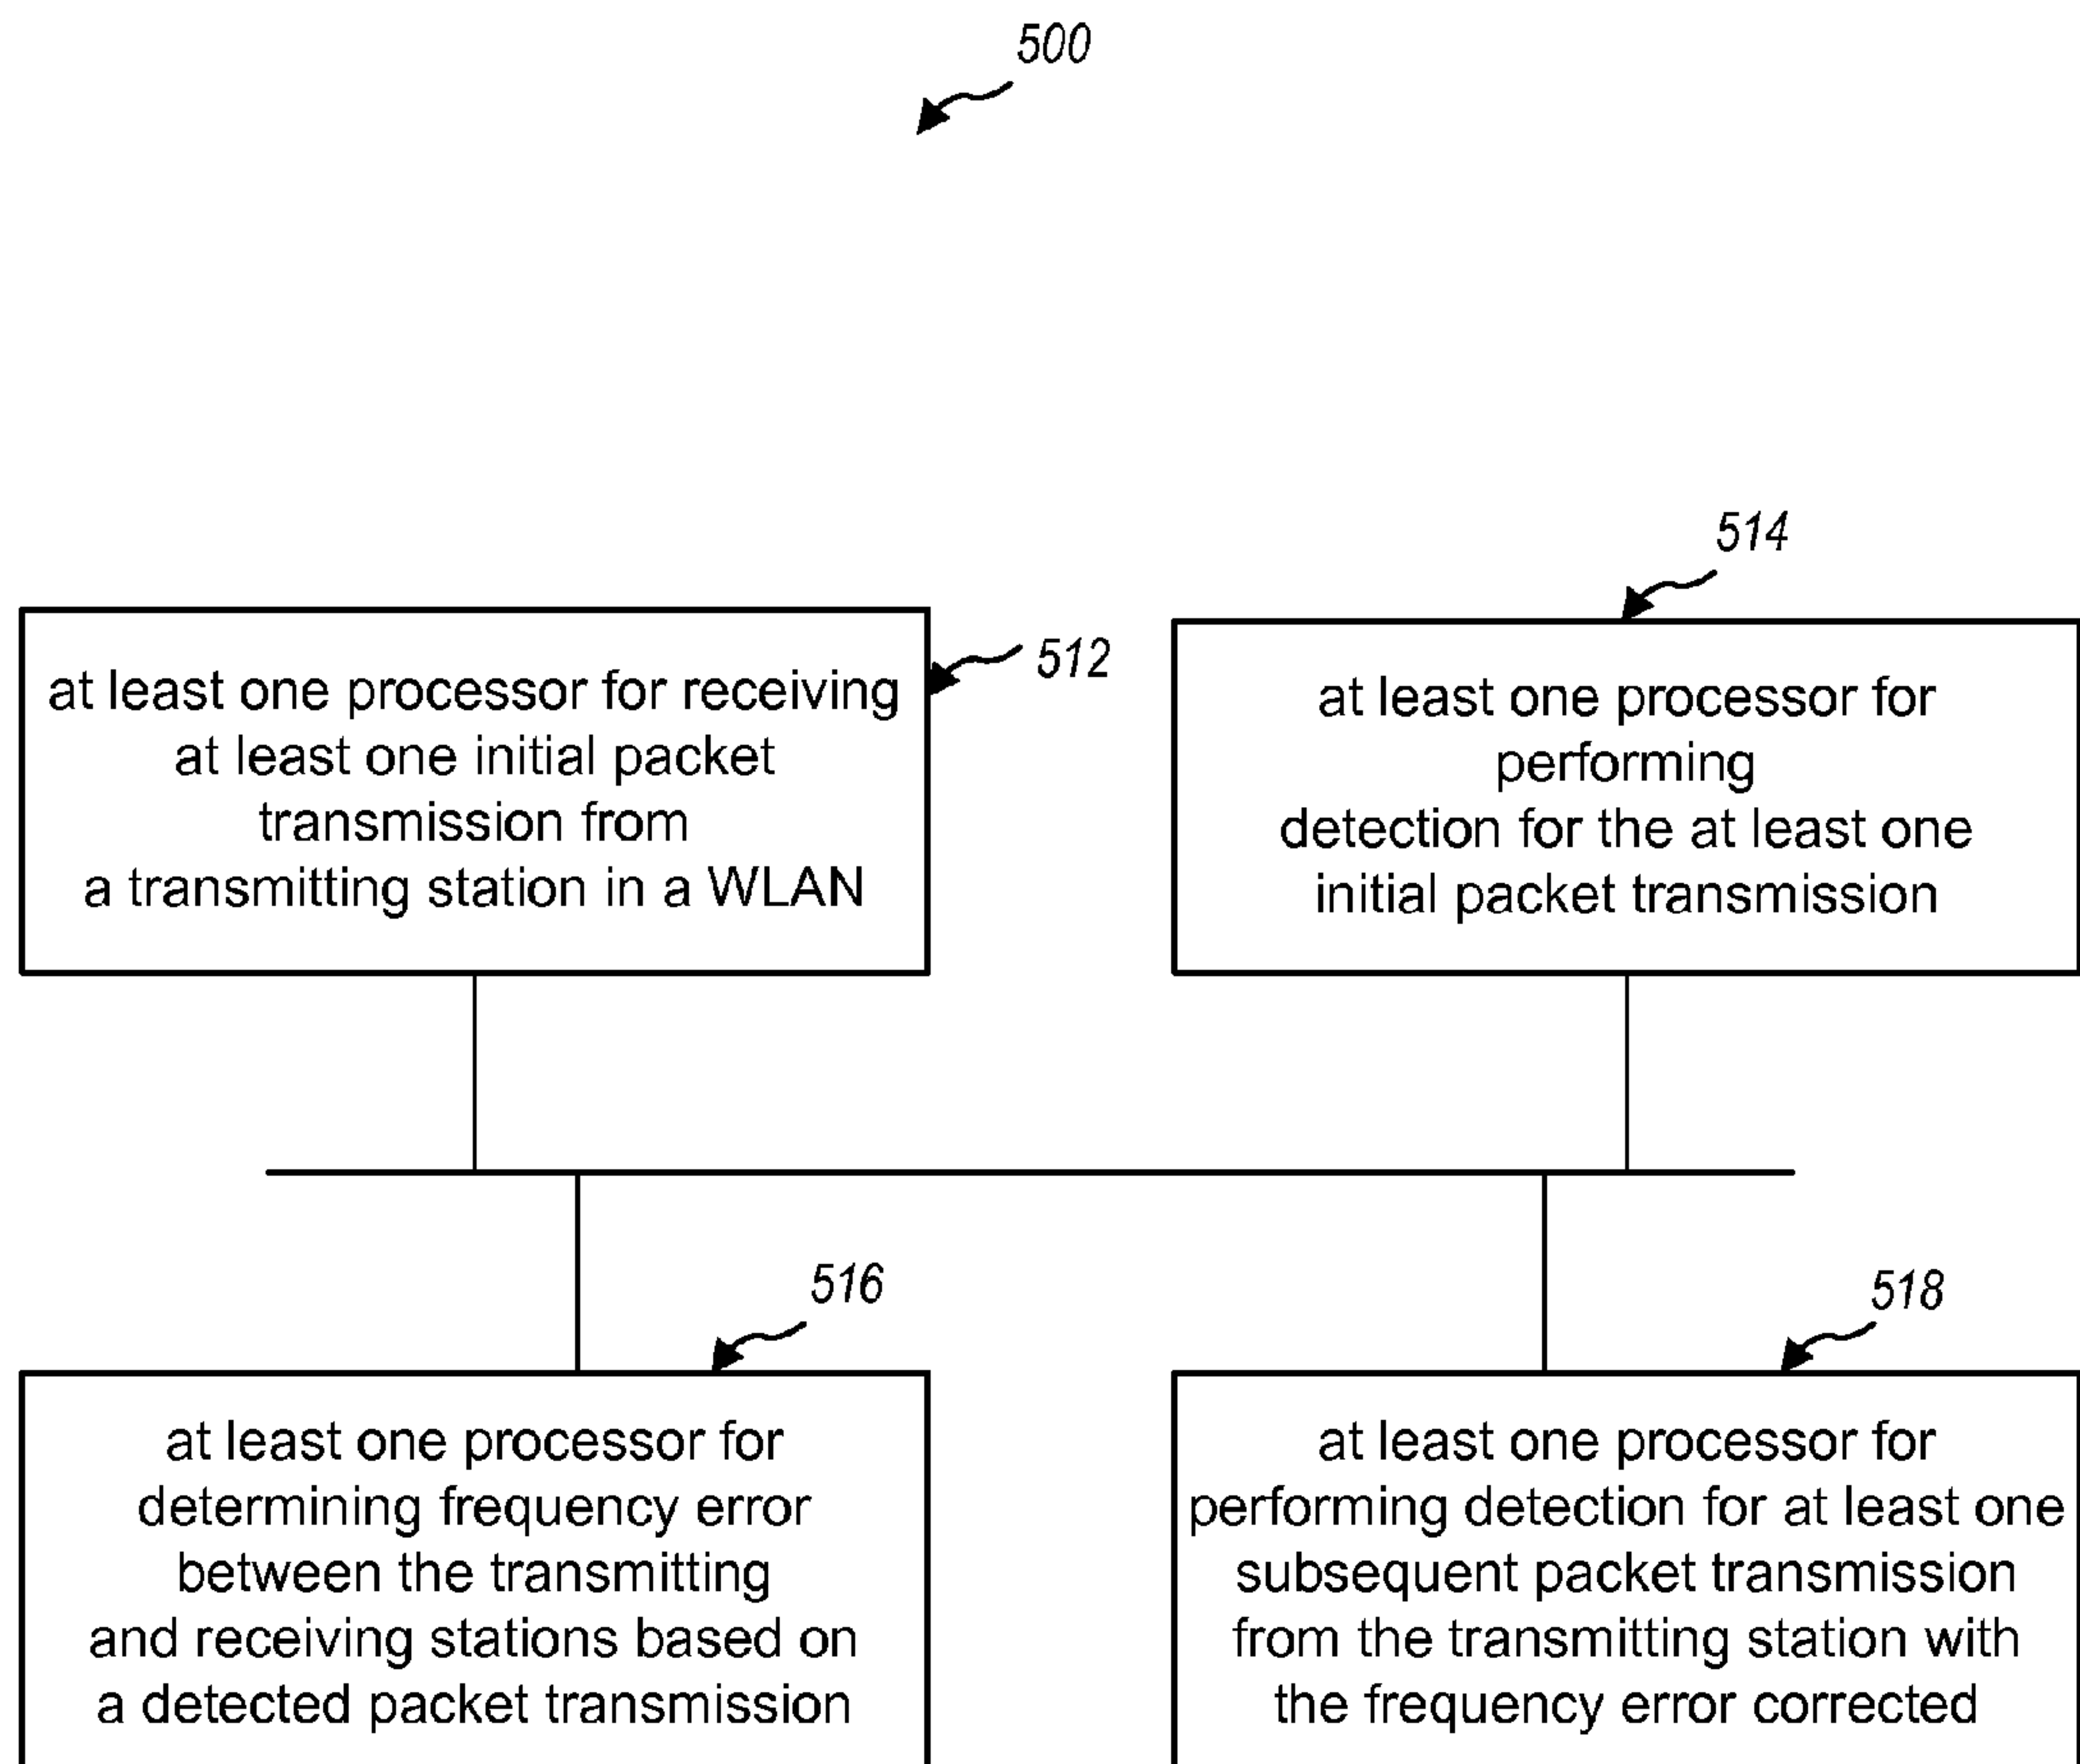 500
514
512
at least one processor for receiving
at least one initial packet
transmission from
a transmitting station in a WLAN
at least one processor for
performing
detection for the at least one
initial packet transmission
516
518
at least one processor for
determining frequency error
between the transmitting
and receiving stations based on
a detected packet transmission
at least one processor for
performing detection for at least one
subsequent packet transmission
from the transmitting station with
the frequency error corrected